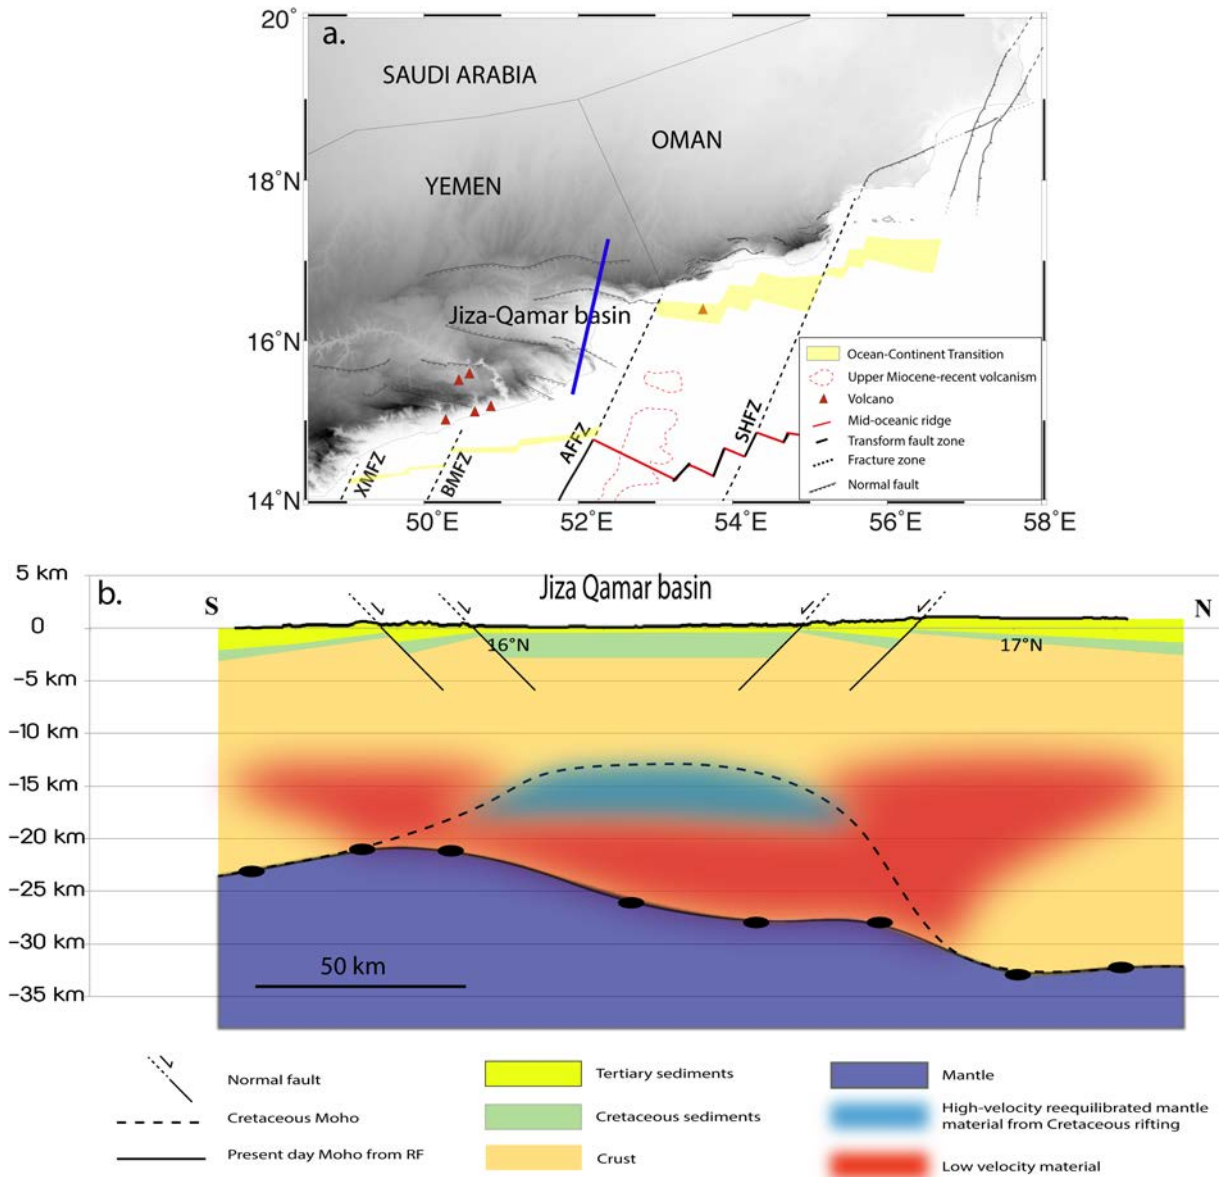 20°
a.
SAUDI ARABIA
OMAN
YEMEN
18°N
Jiza-Qamar basin
16°N
Ocean-Continent Transition
Upper Miocene-recent volcanism
Volcano
Mid-oceanic ridge
Transform fault zone
Fracture zone
Normal fault
XMFZ
BMFZ
AFFZ
SHFZ
14°N
50°E
52°E
54°E
56°E
58°E
5 km
b.
Jiza Qamar basin
S
N
0
16°N
17°N
-5 km
-10 km
-15 km
-20 km
-25 km
-30 km
50 km
-35 km
Normal fault
Cretaceous Moho
Present day Moho from RF
Tertiary sediments
Cretaceous sediments
Crust
Mantle
High-velocity reequilibrated mantle
material from Cretaceous rifting
Low velocity material